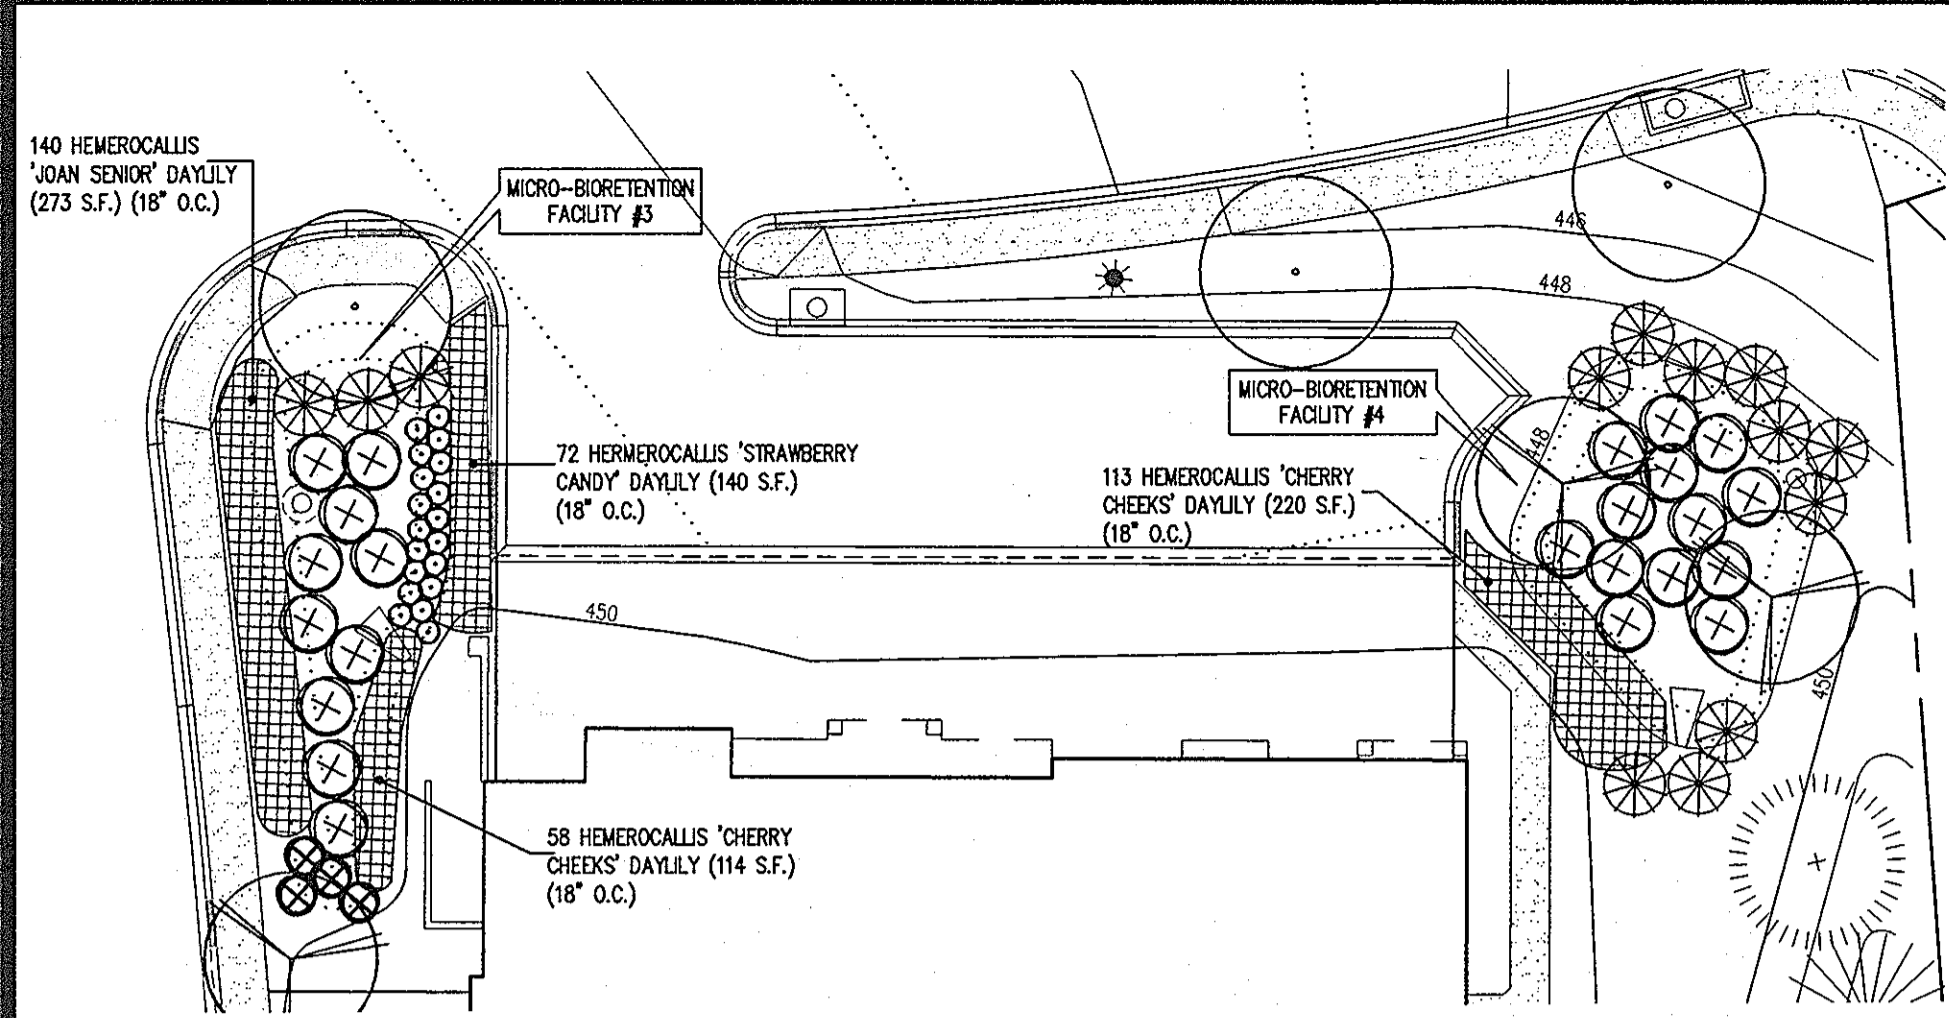 140 HEMEROCALLIS
'JOAN SENIOR' DAYLILY
(273 S.F.) (18" O.C.)
MICRO-BIORETENTION
FACILITY #3
446
448
MICRO-BIORETENTION
FACILITY #4
448
72 HERMEROCALLIS 'STRAWBERRY
CANDY' DAYLILY (140 S.F.)
(18" O.C.)
113 HEMEROCALLIS 'CHERRY
CHEEKS' DAYLILY (220 S.F.)
(18" O.C.)
450
450
58 HEMEROCALLIS 'CHERRY
CHEEKS' DAYLILY (114 S.F.)
(18" O.C.)